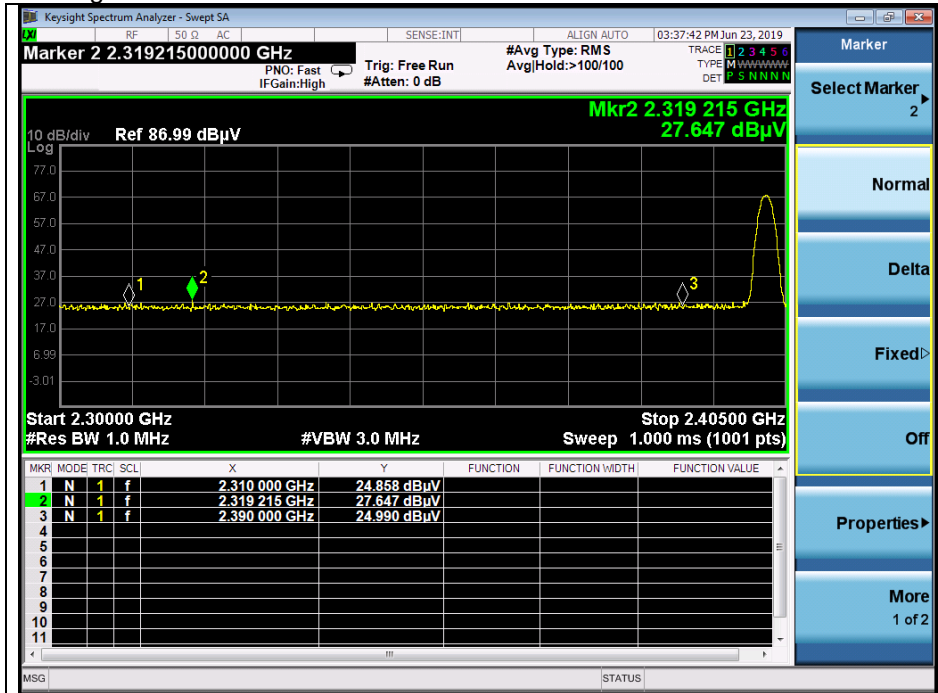 Keysight Spectrum Analyzer - Swept SA
LXI RF 50 Ω AC SENSE:INT ALIGN AUTO 03:37:42 PM Jun 23, 2019
Marker 2 2.319215000000 GHz
PNO: Fast
IFGain:High
Trig: Free Run
#Atten: 0 dB
#Avg Type: RMS
Avg|Hold:>100/100
TRACE 1 2 3 4 5 6
TYPE M W W W W W
DET P S N N N N
Mkr2 2.319 215 GHz
27.647 dBµV
10 dB/div Ref 86.99 dBµV
Log
77.0
67.0
57.0
47.0
37.0
27.0
17.0
6.99
-3.01
1
2
3
Start 2.30000 GHz Stop 2.40500 GHz
#Res BW 1.0 MHz #VBW 3.0 MHz Sweep 1.000 ms (1001 pts)
MKR MODE TRC SCL X Y FUNCTION FUNCTION WIDTH FUNCTION VALUE
1 N 1 f 2.310 000 GHz 24.858 dBµV
2 N 1 f 2.319 215 GHz 27.647 dBµV
3 N 1 f 2.390 000 GHz 24.990 dBµV
4
5
6
7
8
9
10
11
MSG STATUS
Marker
Select Marker
2
Normal
Delta
Fixed
Off
Properties
More
1 of 2